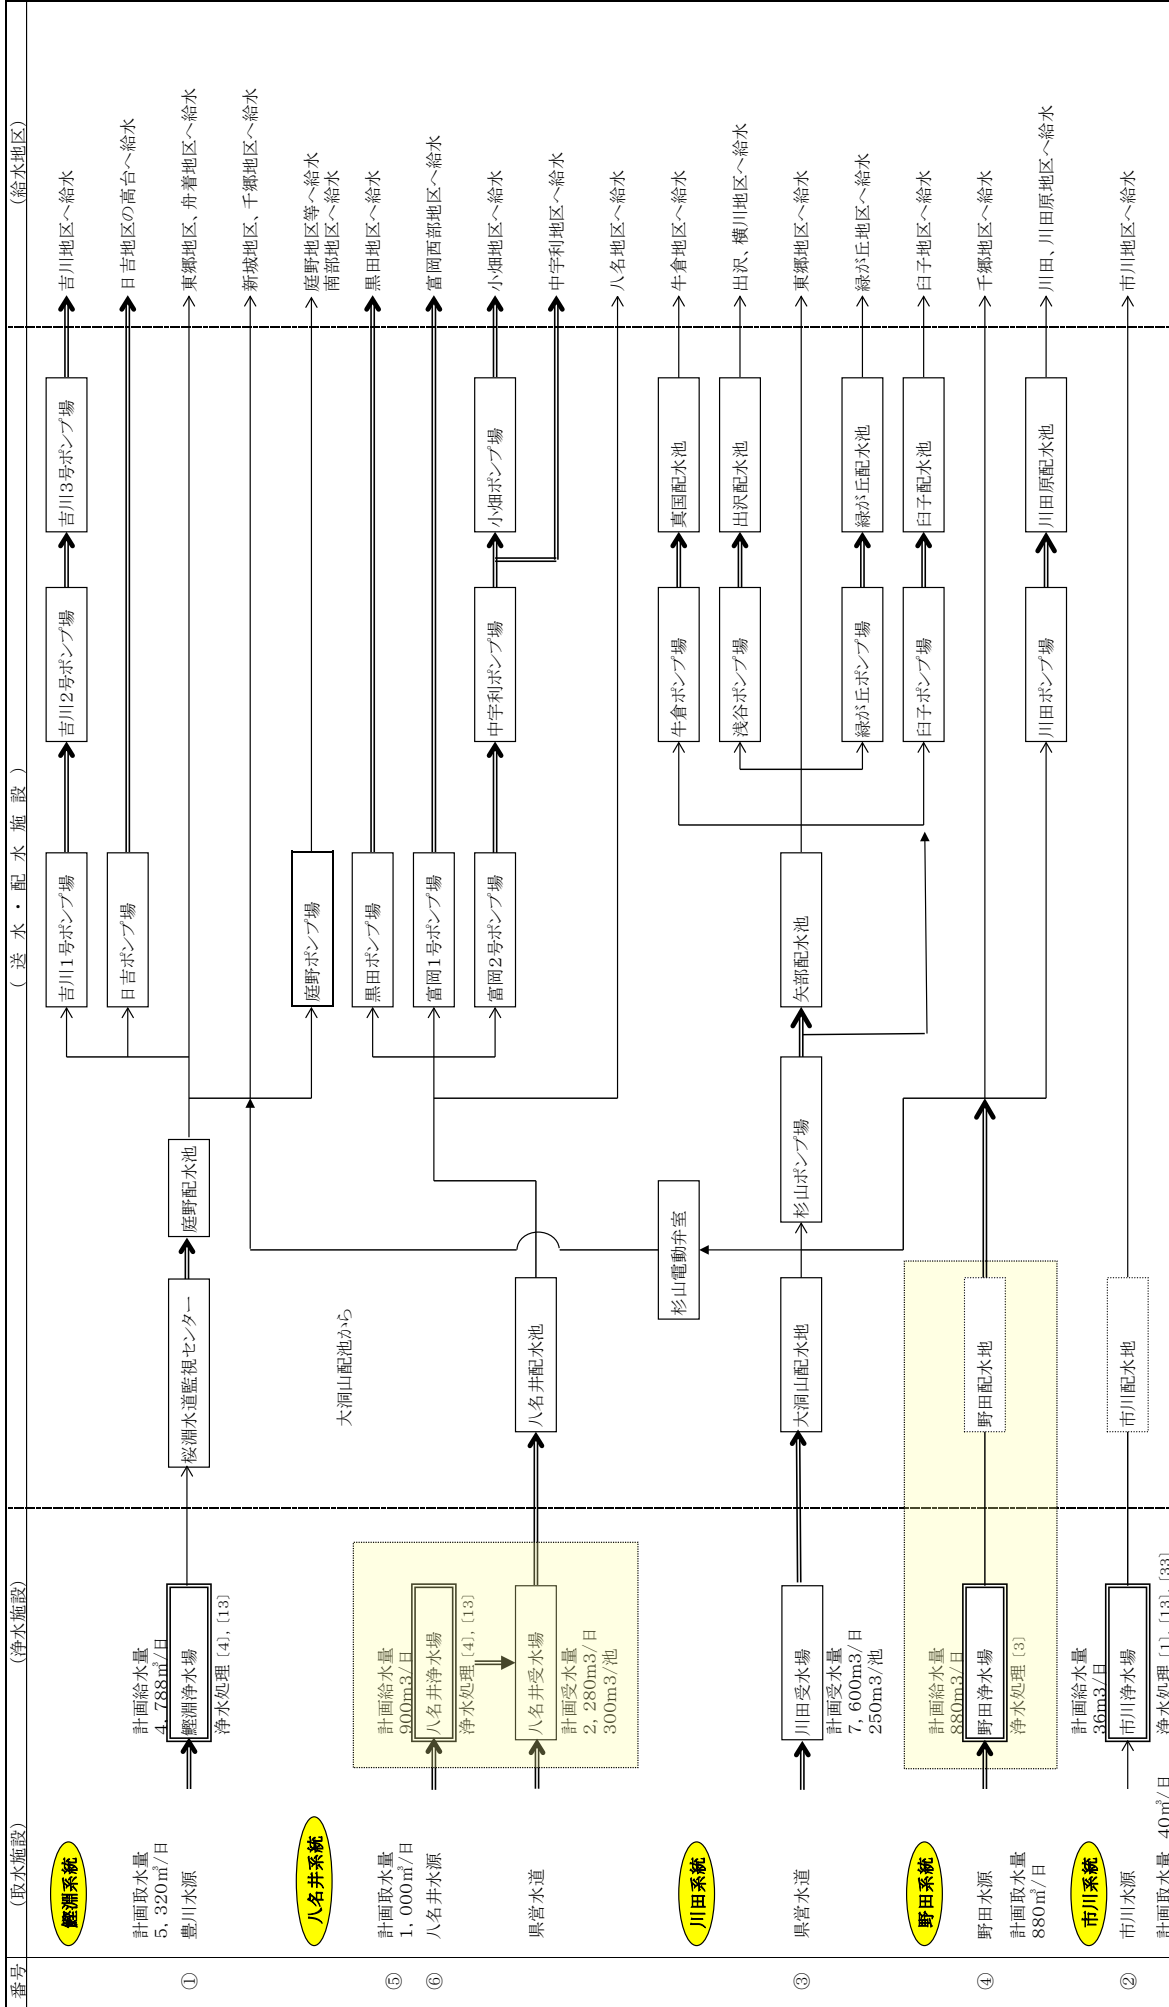 番号
(取水施設)
(浄水施設)
( 送 水 ・ 配 水 施 設 )
(給水地区)
①
鰹淵系統
計画取水量
5,320㎥/日
豊川水源
計画給水量
4,788㎥/日
鰹淵浄水場
浄水処理 [4],[13]
桜淵水道監視センター
庭野配水池
吉川1号ポンプ場
吉川2号ポンプ場
吉川3号ポンプ場
吉川地区へ給水
日吉ポンプ場
日吉地区の高台へ給水
東郷地区、舟着地区へ給水
新城地区、千郷地区へ給水
庭野ポンプ場
庭野地区等へ給水
南部地区へ給水
大洞山配池から
⑤
⑥
八名井系統
計画取水量
1,000㎥/日
八名井水源
計画給水量
900m3/日
八名井浄水場
浄水処理 [4],[13]
県営水道
八名井受水場
計画受水量
2,280m3/日
300m3/池
八名井配水池
黒田ポンプ場
黒田地区へ給水
富岡1号ポンプ場
富岡西部地区へ給水
富岡2号ポンプ場
中宇利ポンプ場
小畑ポンプ場
小畑地区へ給水
中宇利地区へ給水
八名地区へ給水
③
川田系統
県営水道
川田受水場
計画受水量
7,600m3/日
250m3/池
大洞山配水地
杉山電動弁室
杉山ポンプ場
矢部配水池
牛倉ポンプ場
真国配水池
牛倉地区へ給水
浅谷ポンプ場
出沢配水池
出沢、横川地区へ給水
東郷地区へ給水
緑が丘ポンプ場
緑が丘配水池
緑が丘地区へ給水
臼子ポンプ場
臼子配水池
臼子地区へ給水
④
野田系統
野田水源
計画取水量
880㎥/日
計画給水量
880m3/日
野田浄水場
浄水処理 [3]
野田配水地
千郷地区へ給水
川田ポンプ場
川田原配水池
川田、川田原地区へ給水
②
市川系統
市川水源
計画取水量 40㎥/日
計画給水量
36m3/日
市川浄水場
浄水処理 [1],[13],[33]
市川配水地
市川地区へ給水